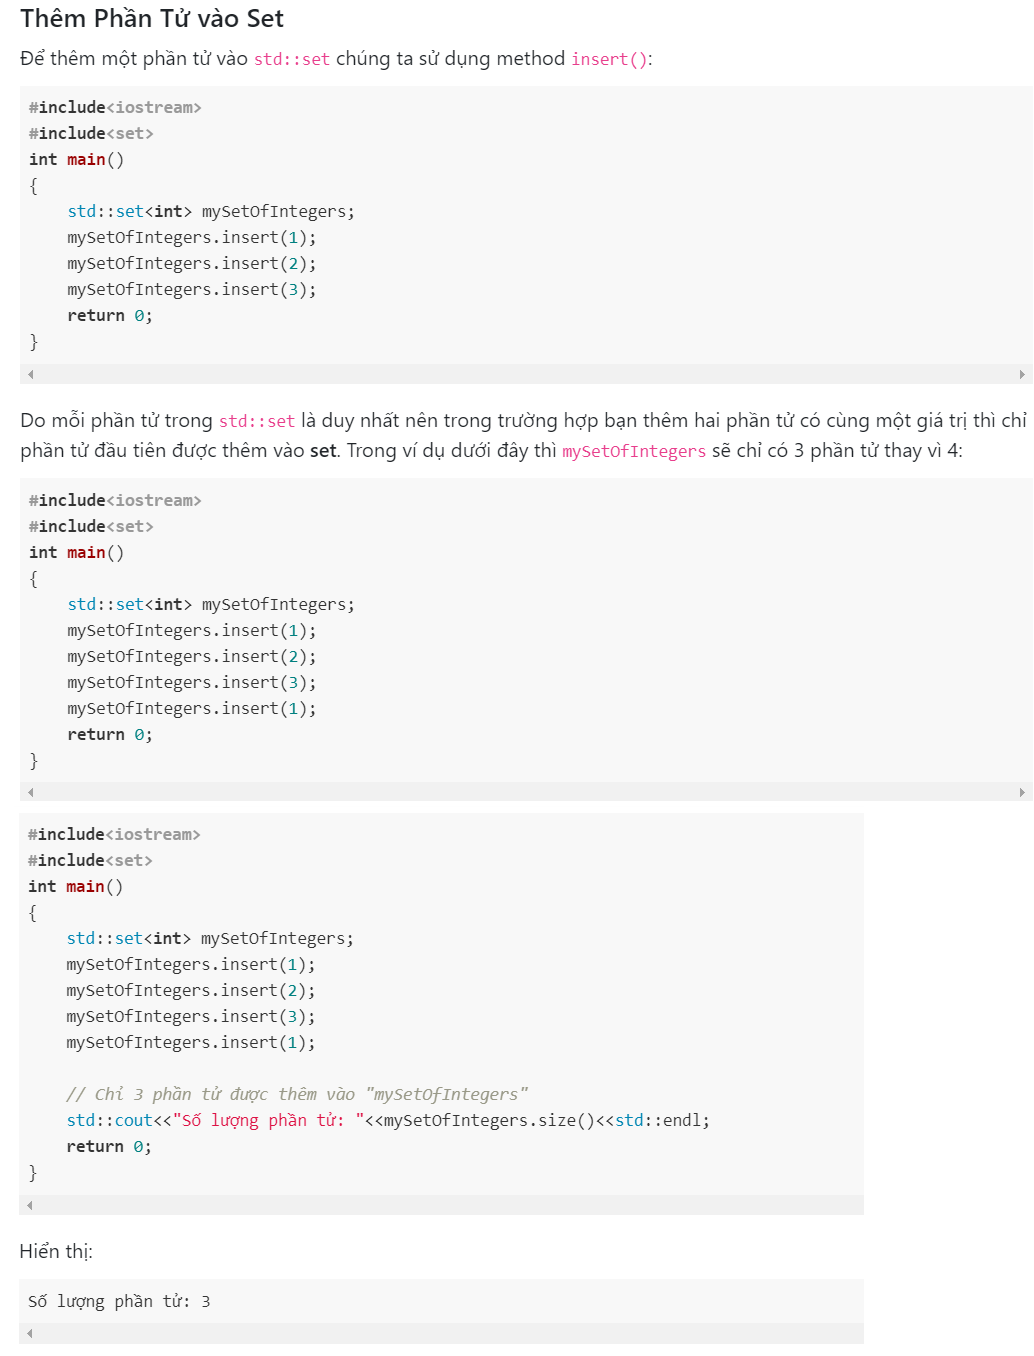 Thêm Phần Tử vào Set
Để thêm một phần tử vào std::set chúng ta sử dụng method insert():
#include<iostream>
#include<set>
int main()
{
    std::set<int> mySetOfIntegers;
    mySetOfIntegers.insert(1);
    mySetOfIntegers.insert(2);
    mySetOfIntegers.insert(3);
    return 0;
}
Do mỗi phần tử trong std::set là duy nhất nên trong trường hợp bạn thêm hai phần tử có cùng một giá trị thì chỉ
phần tử đầu tiên được thêm vào set. Trong ví dụ dưới đây thì mySetOfIntegers sẽ chỉ có 3 phần tử thay vì 4:
#include<iostream>
#include<set>
int main()
{
    std::set<int> mySetOfIntegers;
    mySetOfIntegers.insert(1);
    mySetOfIntegers.insert(2);
    mySetOfIntegers.insert(3);
    mySetOfIntegers.insert(1);
    return 0;
}
#include<iostream>
#include<set>
int main()
{
    std::set<int> mySetOfIntegers;
    mySetOfIntegers.insert(1);
    mySetOfIntegers.insert(2);
    mySetOfIntegers.insert(3);
    mySetOfIntegers.insert(1);
    // Chỉ 3 phần tử được thêm vào "mySetOfIntegers"
    std::cout<<"Số lượng phần tử: "<<mySetOfIntegers.size()<<std::endl;
    return 0;
}
Hiển thị:
Số lượng phần tử: 3